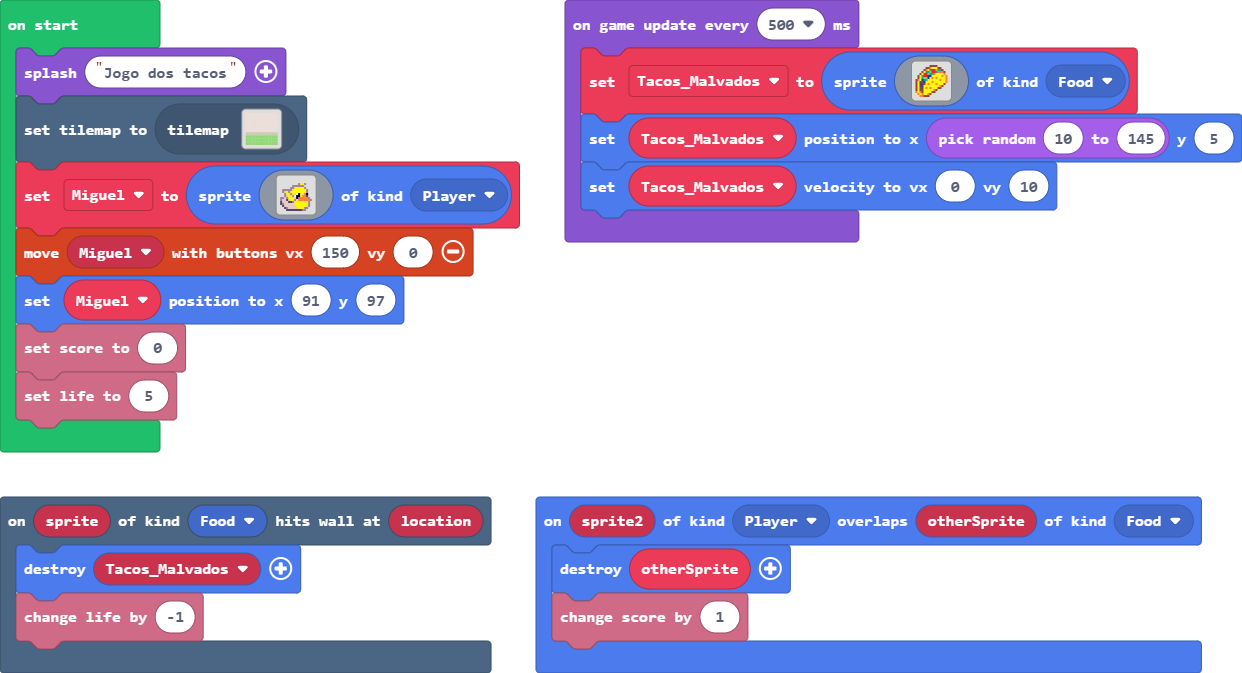 on start
splash "Jogo dos tacos"
set tilemap to tilemap
set Miguel to sprite of kind Player
move Miguel with buttons vx 150 vy 0
set Miguel position to x 91 y 97
set score to 0
set life to 5
on game update every 500 ms
set Tacos_Malvados to sprite of kind Food
set Tacos_Malvados position to x pick random 10 to 145 y 5
set Tacos_Malvados velocity to vx 0 vy 10
on sprite of kind Food hits wall at location
destroy Tacos_Malvados
change life by -1
on sprite2 of kind Player overlaps otherSprite of kind Food
destroy otherSprite
change score by 1